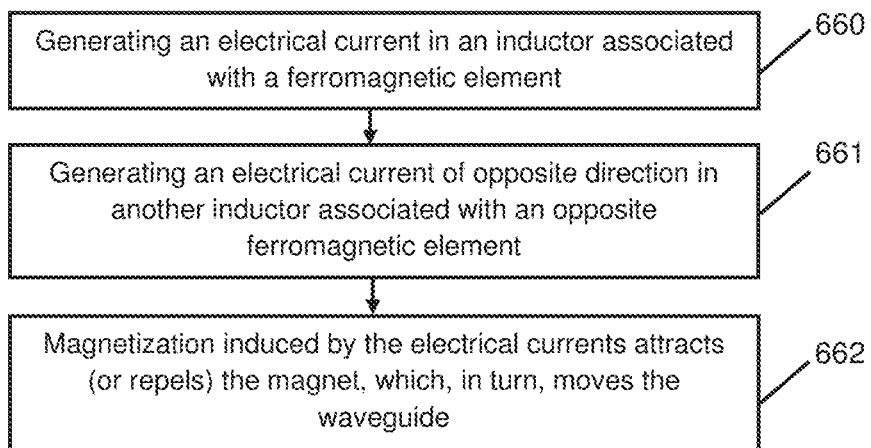 Generating an electrical current in an inductor associated
with a ferromagnetic element
660
Generating an electrical current of opposite direction in
another inductor associated with an opposite
ferromagnetic element
661
Magnetization induced by the electrical currents attracts
(or repels) the magnet, which, in turn, moves the
waveguide
662